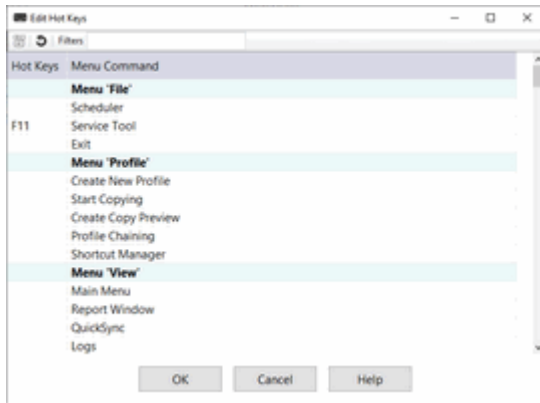 Edit Hot Keys
Filters
Hot Keys Menu Command
Menu 'File'
Scheduler
F11 Service Tool
Exit
Menu 'Profile'
Create New Profile
Start Copying
Create Copy Preview
Profile Chaining
Shortcut Manager
Menu 'View'
Main Menu
Report Window
QuickSync
Logs
OK Cancel Help